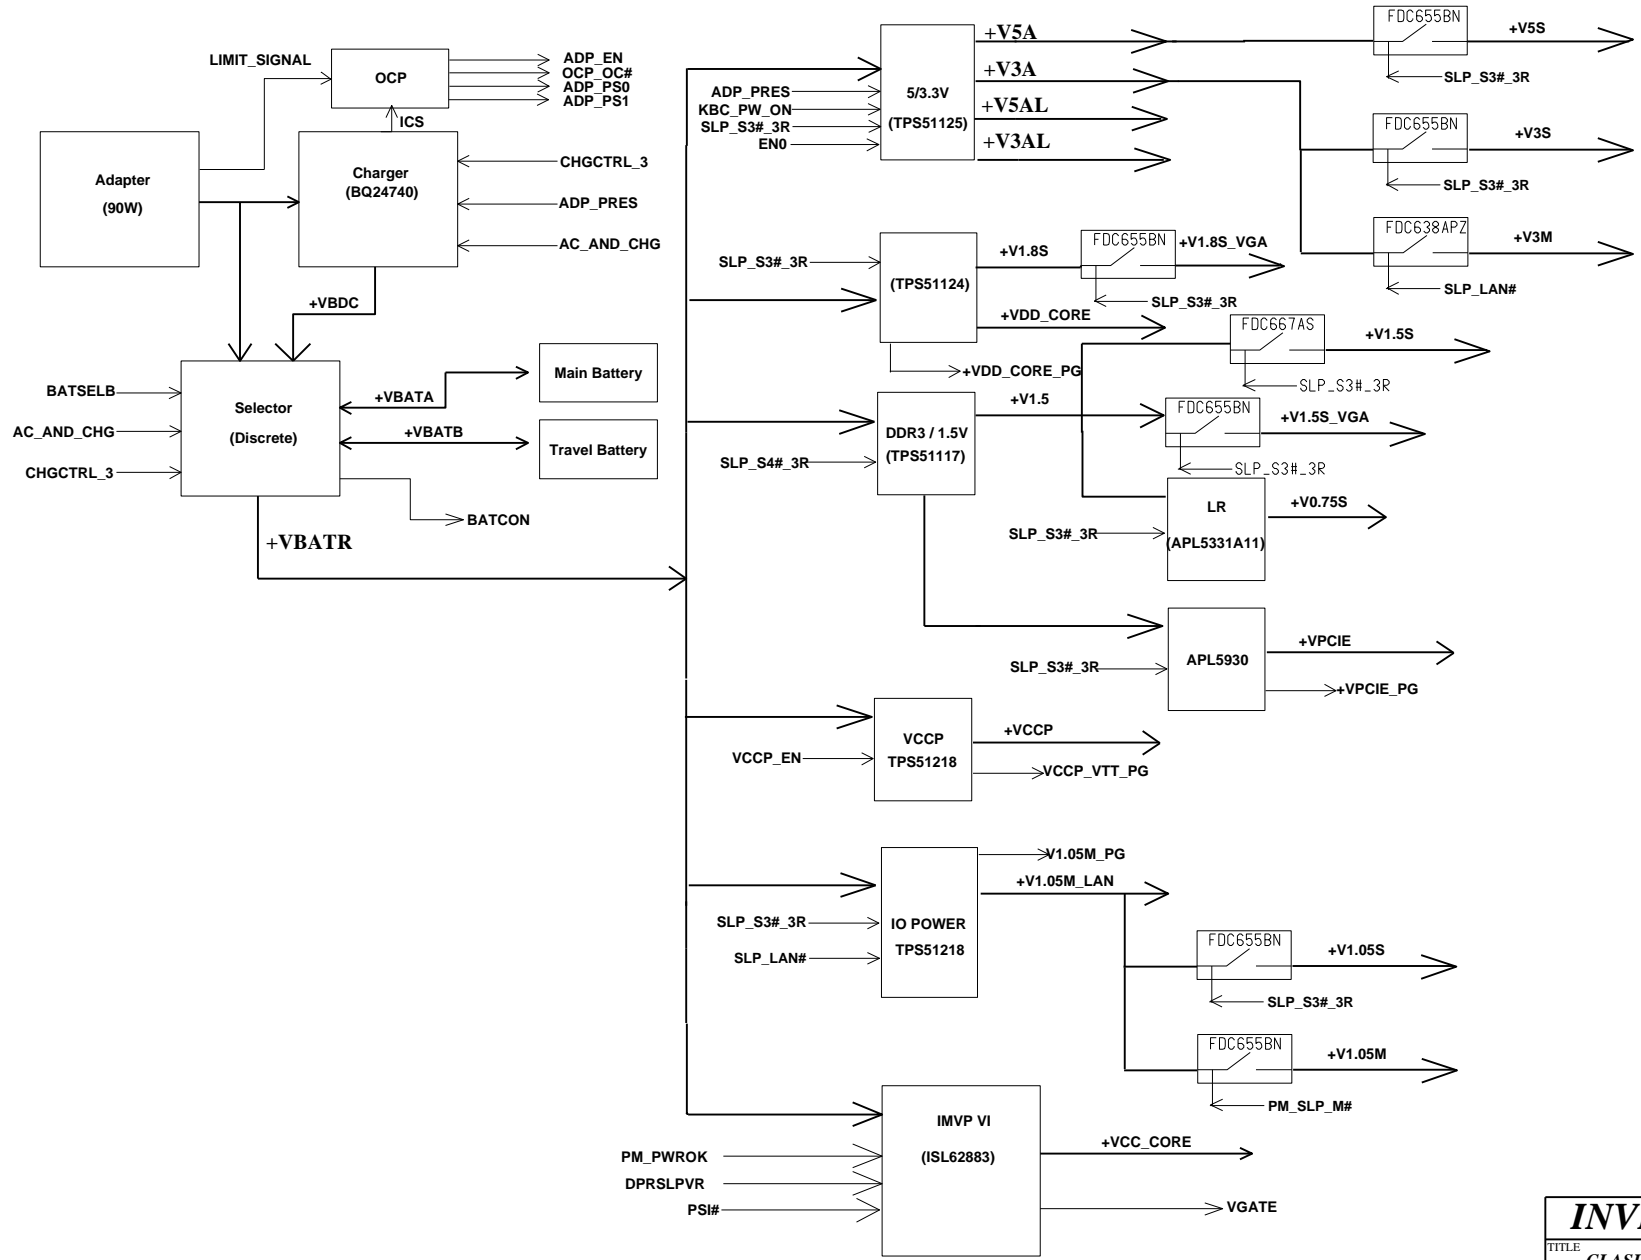 LIMIT_SIGNAL
OCP
ADP_EN
OCP_OC#
ADP_PS0
ADP_PS1
ICS
Adapter
(90W)
Charger
(BQ24740)
CHGCTRL_3
ADP_PRES
AC_AND_CHG
+VBDC
BATSELB
AC_AND_CHG
CHGCTRL_3
Selector
(Discrete)
+VBATA
+VBATB
Main Battery
Travel Battery
BATCON
+VBATR
ADP_PRES
KBC_PW_ON
SLP_S3#_3R
EN0
5/3.3V
(TPS51125)
+V5A
+V3A
+V5AL
+V3AL
FDC655BN
+V5S
SLP_S3#_3R
FDC655BN
+V3S
SLP_S3#_3R
FDC638APZ
+V3M
SLP_LAN#
SLP_S3#_3R
(TPS51124)
+V1.8S
FDC655BN
+V1.8S_VGA
SLP_S3#_3R
+VDD_CORE
+VDD_CORE_PG
FDC667AS
+V1.5S
SLP_S3#_3R
SLP_S4#_3R
DDR3 / 1.5V
(TPS51117)
+V1.5
FDC655BN
+V1.5S_VGA
SLP_S3#_3R
SLP_S3#_3R
LR
(APL5331A11)
+V0.75S
SLP_S3#_3R
APL5930
+VPCIE
+VPCIE_PG
VCCP_EN
VCCP
TPS51218
+VCCP
VCCP_VTT_PG
SLP_S3#_3R
SLP_LAN#
IO POWER
TPS51218
V1.05M_PG
+V1.05M_LAN
FDC655BN
+V1.05S
SLP_S3#_3R
FDC655BN
+V1.05M
PM_SLP_M#
PM_PWROK
DPRSLPVR
PSI#
IMVP VI
(ISL62883)
+VCC_CORE
VGATE
TITLE